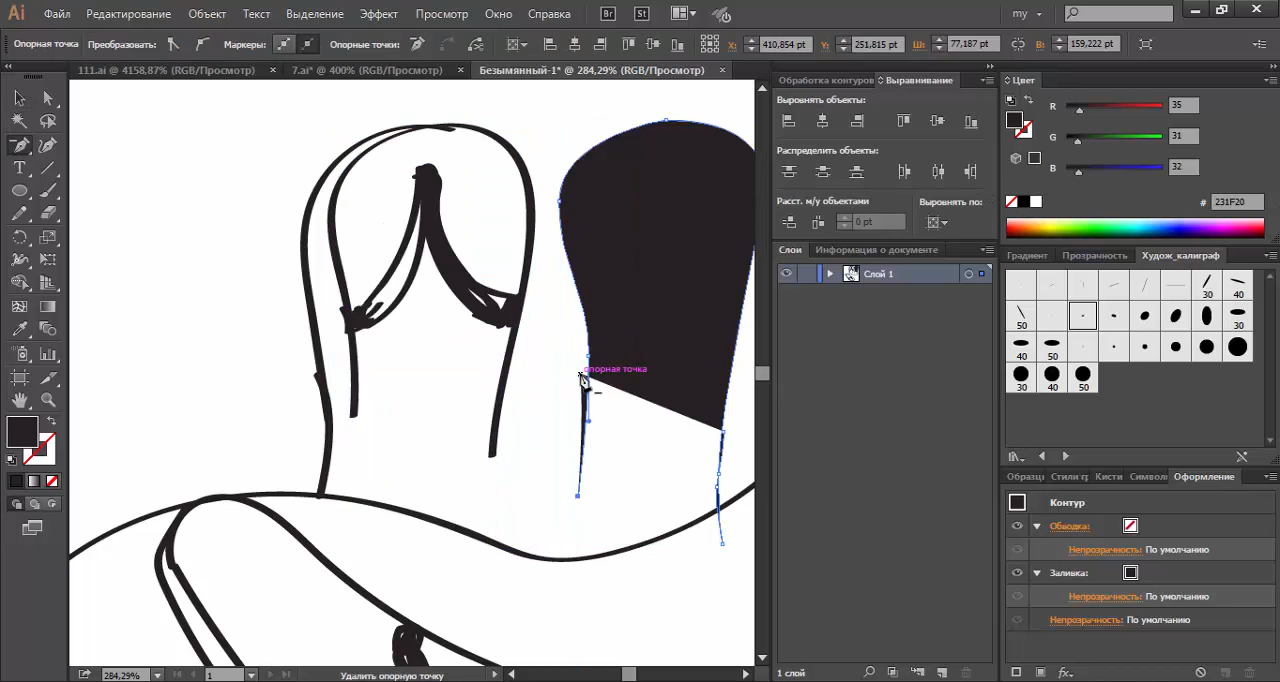 Ai Файл Редактирование Объект Текст Выделение Эффект Просмотр Окно Справка Br St my
Опорная точка Преобразовать: Маркеры: Опорные точки: X: 410,854 pt Y: 251,815 pt Ш: 77,187 pt В: 159,222 pt
111.ai @ 4158,87% (RGB/Просмотр) × 7.ai* @ 400% (RGB/Просмотр) × Безымянный-1* @ 284,29% (RGB/Просмотр) ×
Обработка контуров Выравнивание
Выровнять объекты:
Распределить объекты:
Расст. м/у объектами Выровнять по:
0 pt
Слои Информация о документе
Слой 1
опорная точка
Цвет
R 35
G 31
B 32
# 231F20
Градиент Прозрачность Худож_калиграф
30 40
50 30
40 50
30 40 50
Образц Стили гр Кисти Символ Оформление
Контур
Обводка:
Непрозрачность: По умолчанию
Заливка:
Непрозрачность: По умолчанию
Непрозрачность: По умолчанию
284,29% 1 Удалить опорную точку 1 слой fx